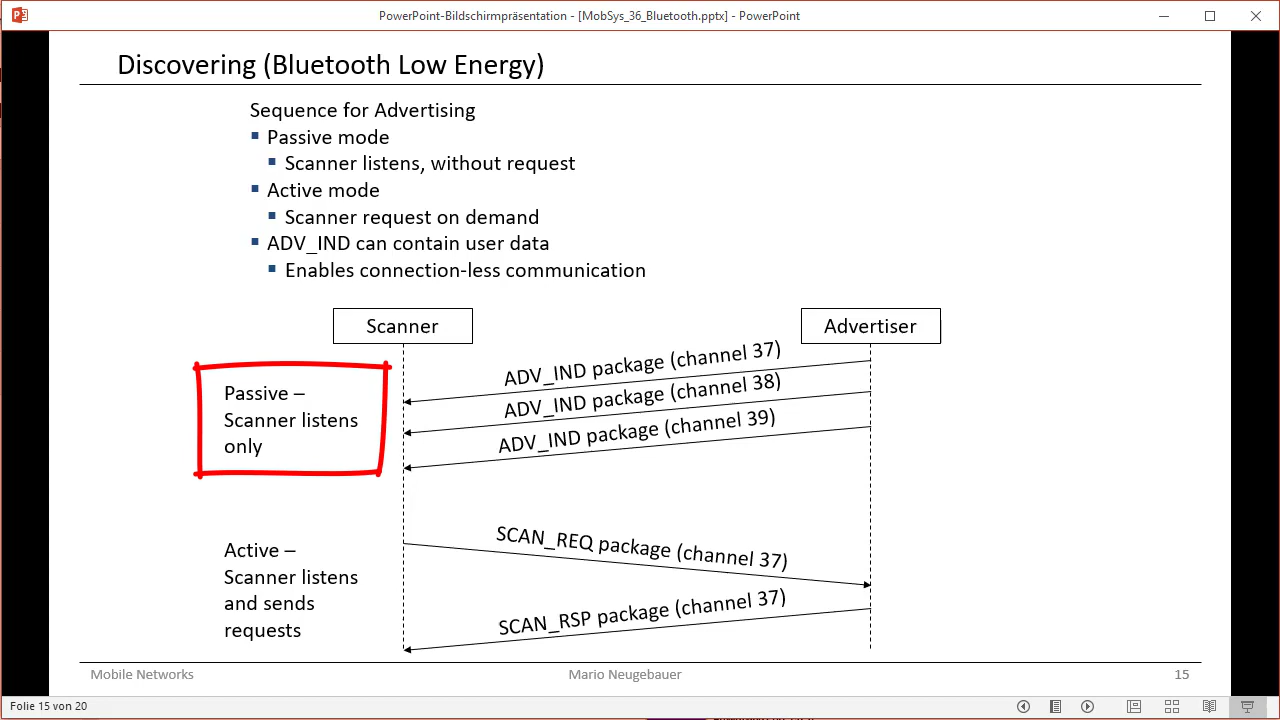 PowerPoint-Bildschirmpräsentation - [MobSys_36_Bluetooth.pptx] - PowerPoint
Discovering (Bluetooth Low Energy)
Sequence for Advertising
Passive mode
Scanner listens, without request
Active mode
Scanner request on demand
ADV_IND can contain user data
Enables connection-less communication
Scanner
Advertiser
ADV_IND package (channel 37)
ADV_IND package (channel 38)
ADV_IND package (channel 39)
Passive –
Scanner listens
only
SCAN_REQ package (channel 37)
Active –
Scanner listens
and sends
requests
SCAN_RSP package (channel 37)
Mobile Networks
Mario Neugebauer
15
Folie 15 von 20